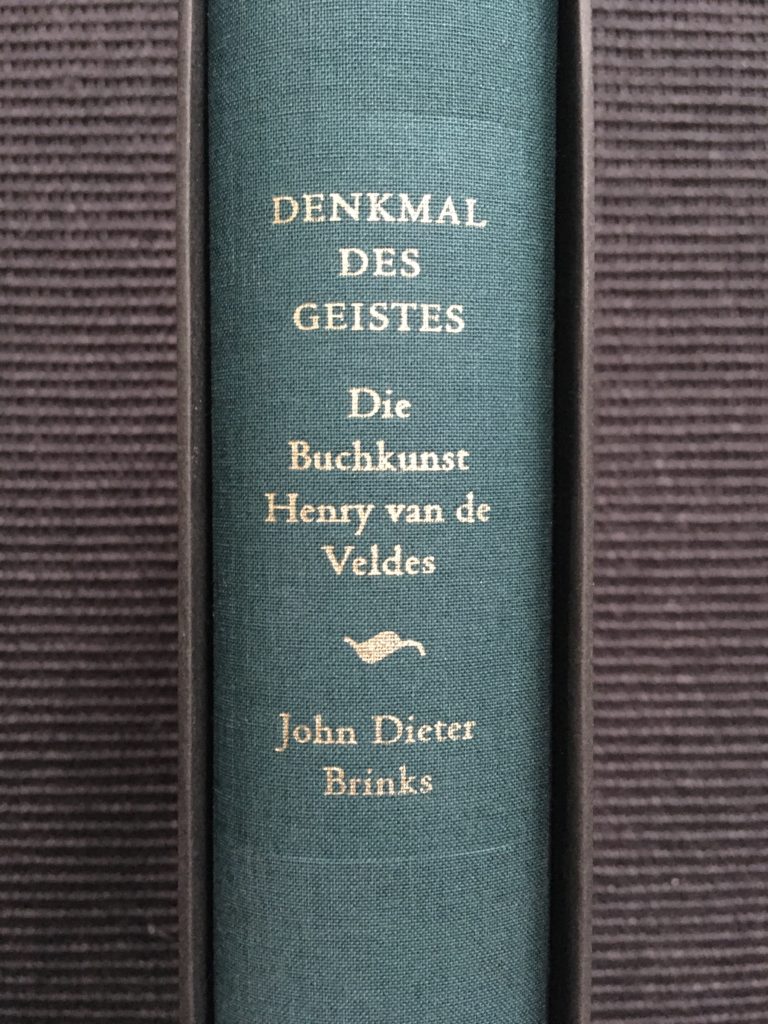 DENKMAL
DES
GEISTES
Die
Buchkunst
Henry van de
Veldes
John Dieter
Brinks